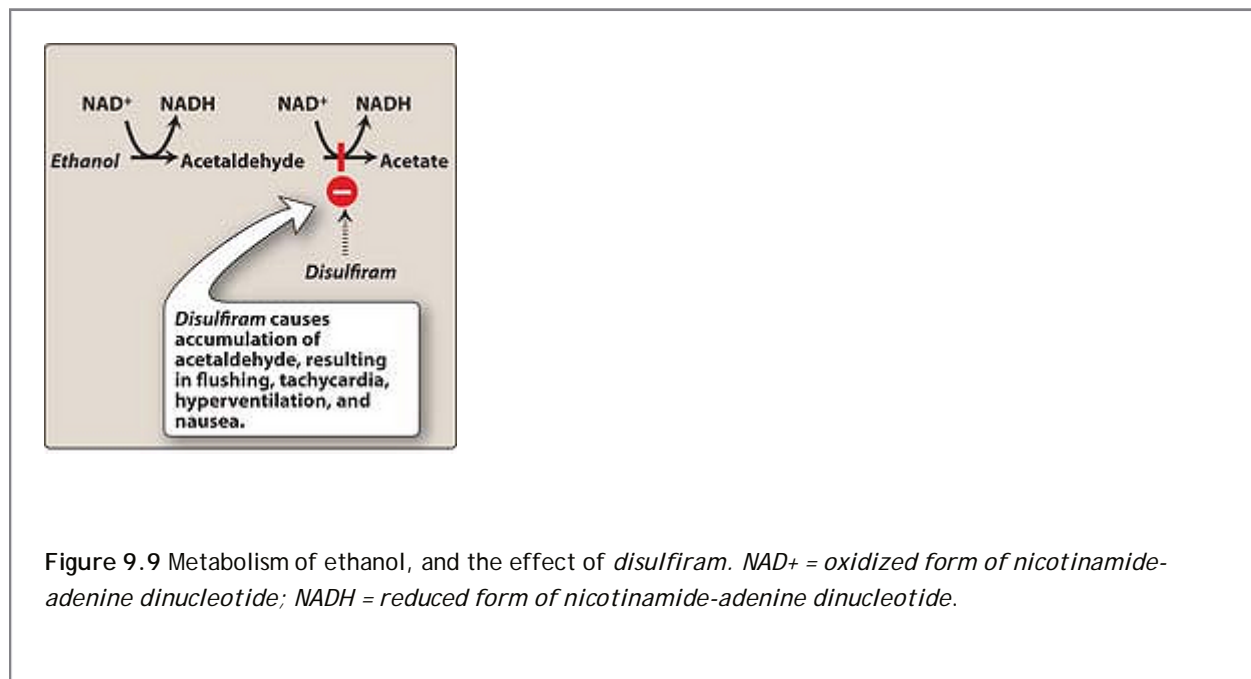 NAD+ NADH NAD+ NADH
Ethanol Acetaldehyde Acetate
Disulfiram
Disulfiram causes
accumulation of
acetaldehyde, resulting
in flushing, tachycardia,
hyperventilation, and
nausea.
Figure 9.9 Metabolism of ethanol, and the effect of disulfiram. NAD+ = oxidized form of nicotinamide-
adenine dinucleotide; NADH = reduced form of nicotinamide-adenine dinucleotide.